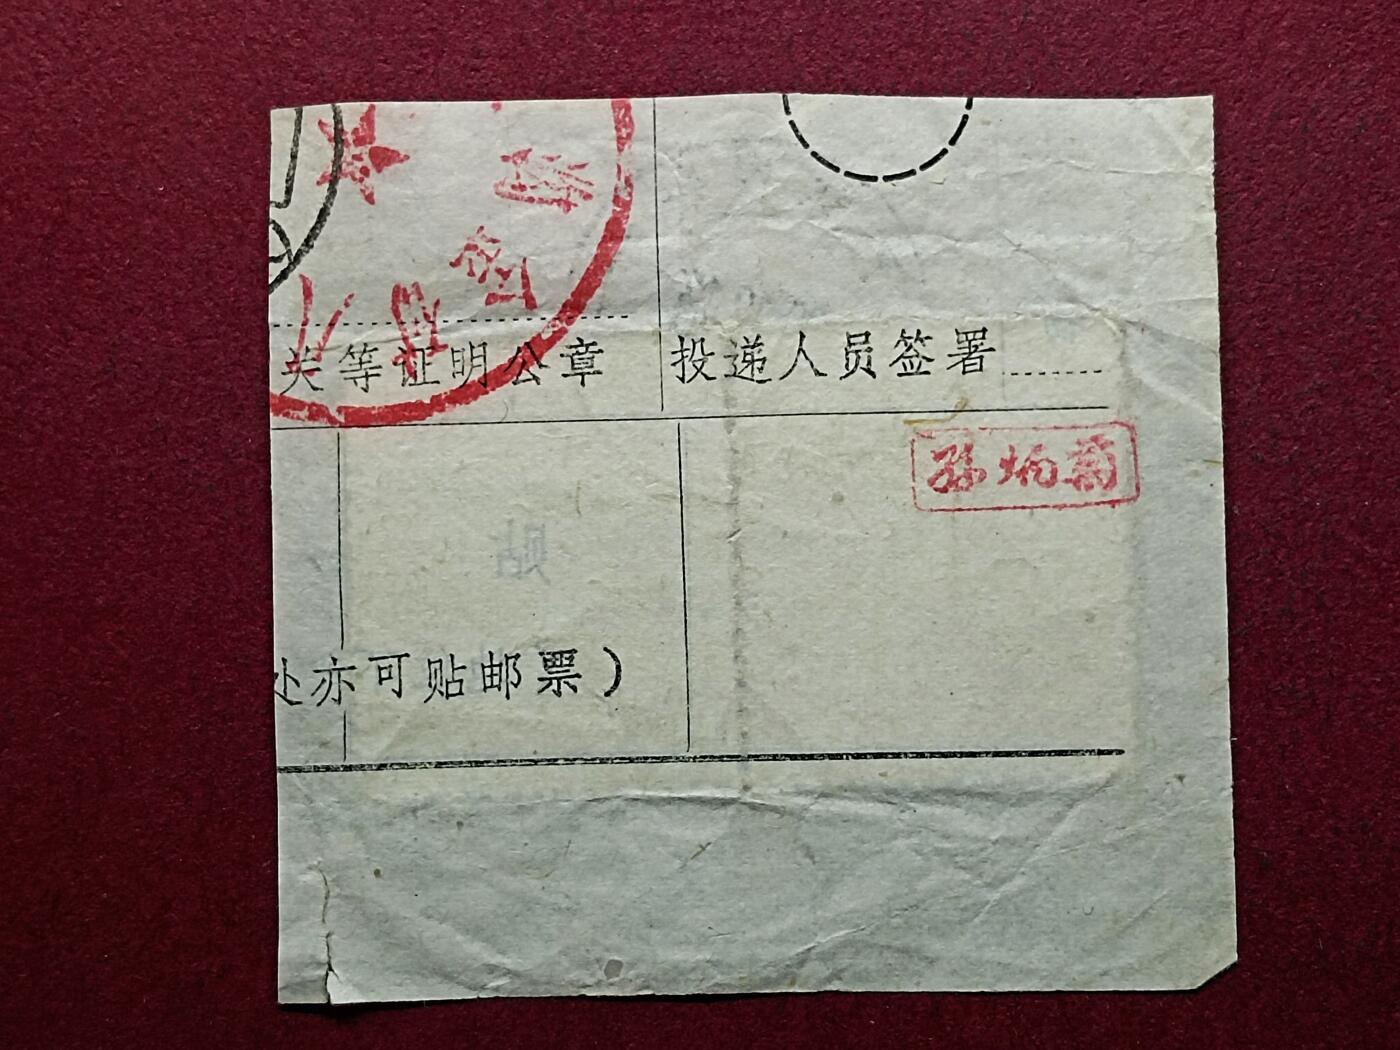 关等证明公章
投递人员签署
孙炳菊
贴
处亦可贴邮票）